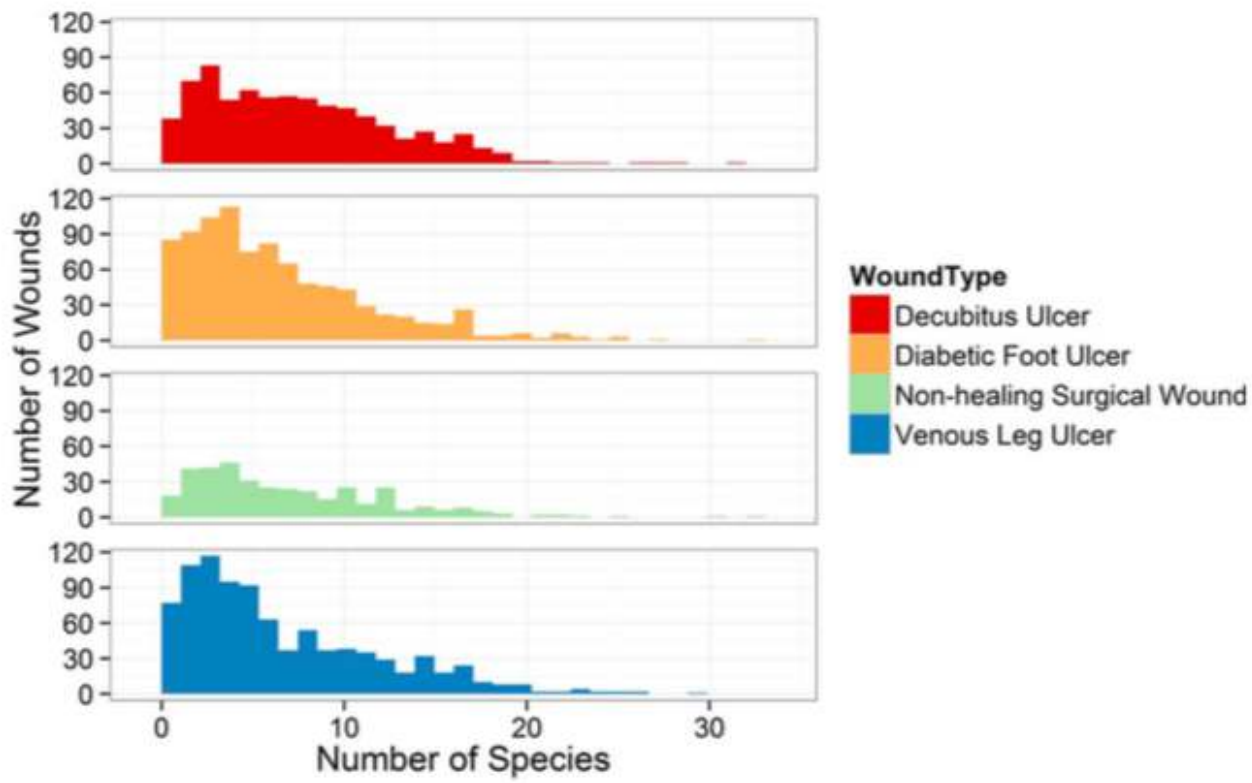 Number of Wounds
120
90
60
30
0
120
90
60
30
0
120
90
60
30
0
120
90
60
30
0
0 10 20 30
Number of Species
WoundType
Decubitus Ulcer
Diabetic Foot Ulcer
Non-healing Surgical Wound
Venous Leg Ulcer